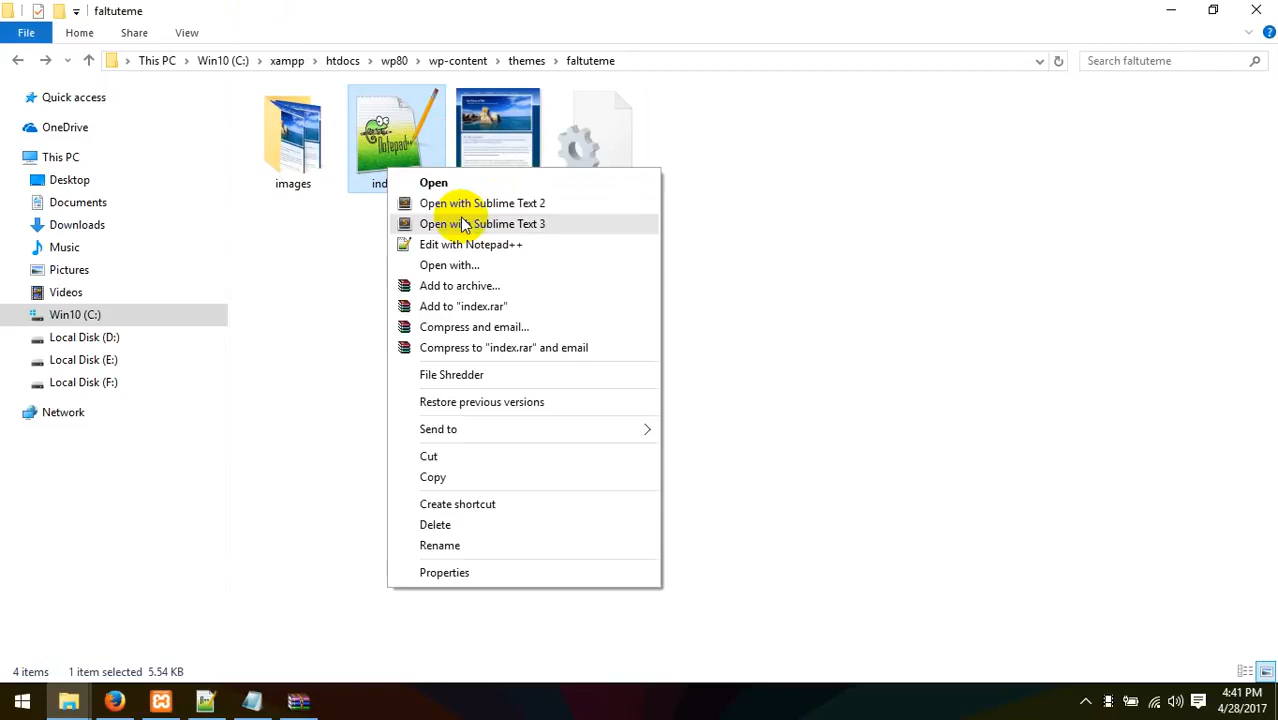 faltuteme
File Home Share View
This PC Win10 (C:) xampp htdocs wp80 wp-content themes faltuteme
Search faltuteme
Quick access
OneDrive
This PC
Desktop
Documents
Downloads
Music
Pictures
Videos
Win10 (C:)
Local Disk (D:)
Local Disk (E:)
Local Disk (F:)
Network
Notepad++
images
ind
Open
Open with Sublime Text 2
Open with Sublime Text 3
Edit with Notepad++
Open with...
Add to archive...
Add to "index.rar"
Compress and email...
Compress to "index.rar" and email
File Shredder
Restore previous versions
Send to
Cut
Copy
Create shortcut
Delete
Rename
Properties
4 items 1 item selected 5.54 KB
4:41 PM
4/28/2017